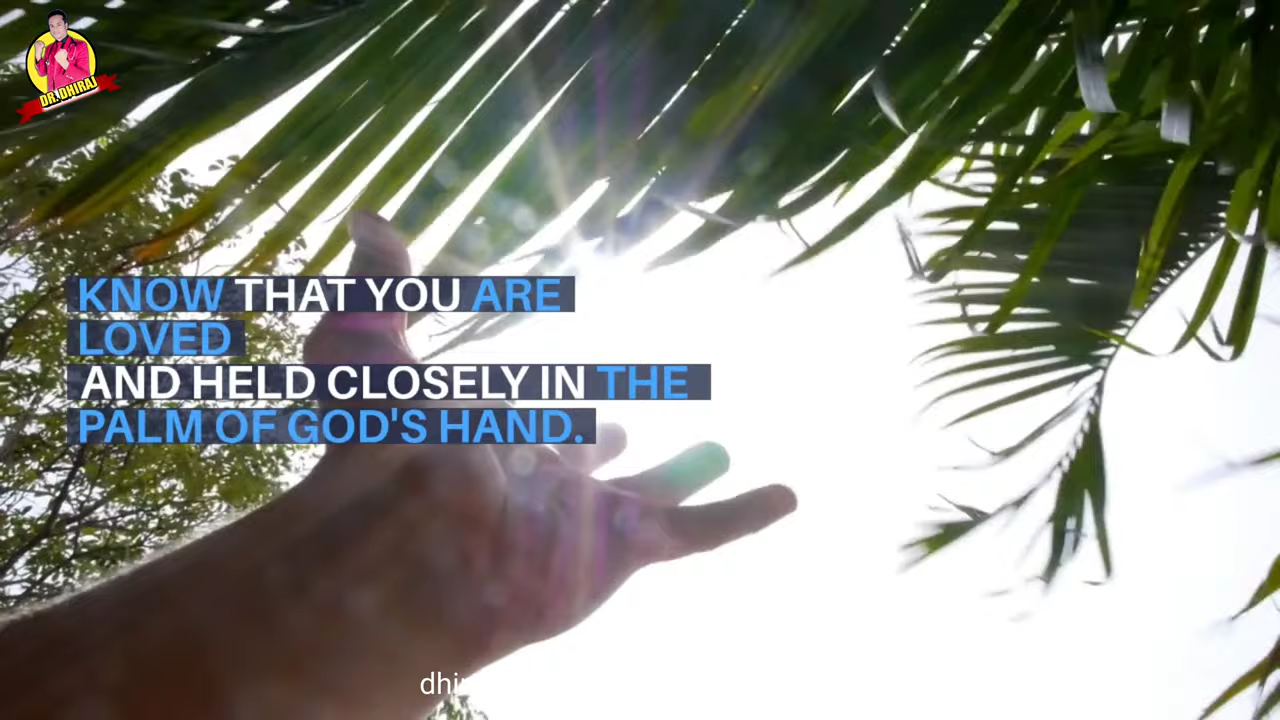 DR. DHIRAJ
KNOW THAT YOU ARE
LOVED
AND HELD CLOSELY IN THE
PALM OF GOD'S HAND.